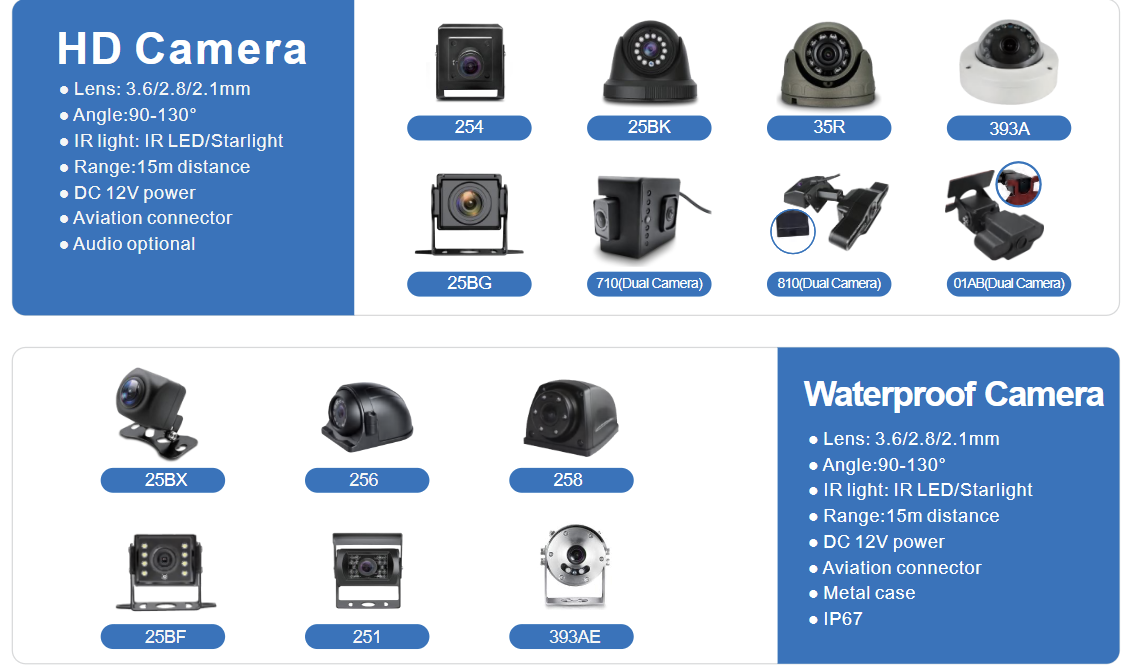 HD Camera
● Lens: 3.6/2.8/2.1mm
● Angle:90-130°
● IR light: IR LED/Starlight
● Range:15m distance
● DC 12V power
● Aviation connector
● Audio optional
254
25BK
35R
393A
25BG
710(Dual Camera)
810(Dual Camera)
01AB(Dual Camera)
25BX
256
258
25BF
251
393AE
Waterproof Camera
● Lens: 3.6/2.8/2.1mm
● Angle:90-130°
● IR light: IR LED/Starlight
● Range:15m distance
● DC 12V power
● Aviation connector
● Metal case
● IP67